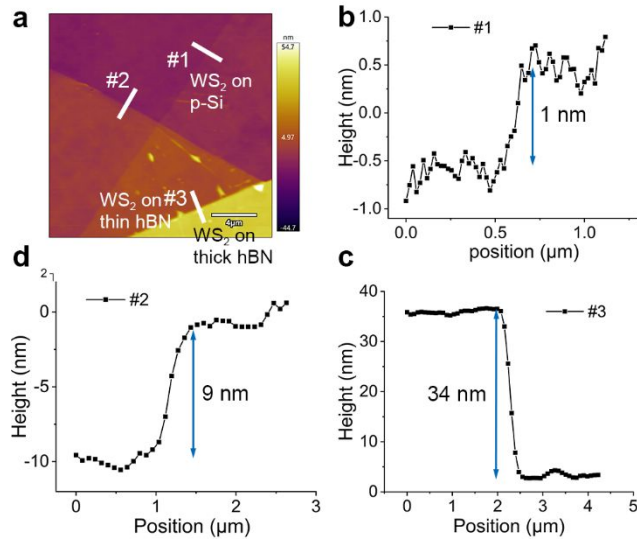 a
nm
54.7
4.97
-44.7
#1
WS₂ on
p-Si
#2
WS₂ on #3
thin hBN
4μm
WS₂ on
thick hBN
b
#1
1 nm
1.0
0.5
0.0
-0.5
-1.0
Height (nm)
0.0
0.5
1.0
position (μm)
d
#2
9 nm
2
0
-10
Height (nm)
0
1
2
3
Position (μm)
c
#3
34 nm
40
30
20
10
0
Height (nm)
0
1
2
3
4
5
Position (μm)